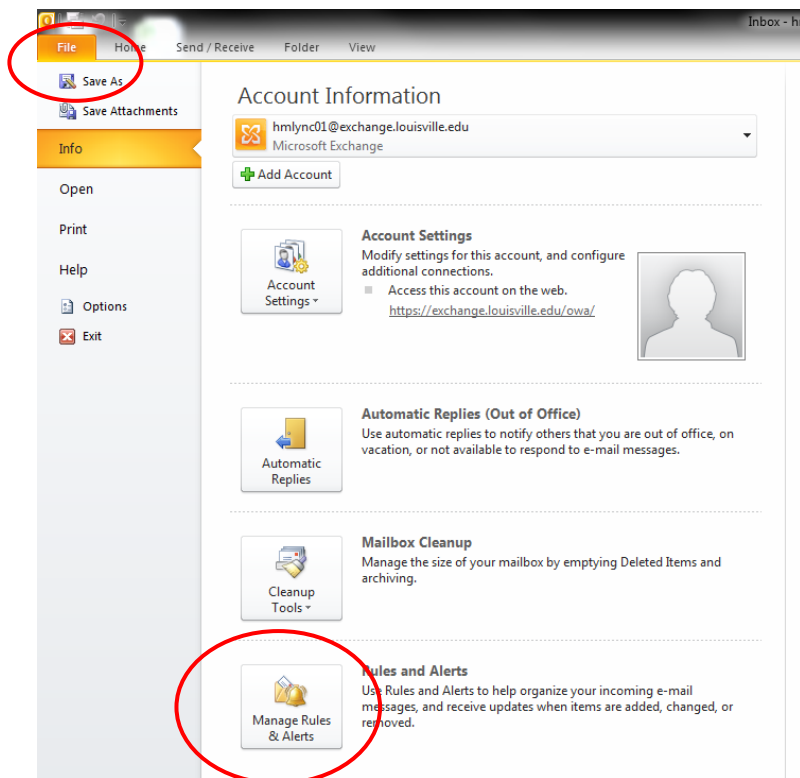 Inbox - h
File Home Send / Receive Folder View
Save As
Save Attachments
Info
Open
Print
Help
Options
Exit
Account Information
hmlync01@exchange.louisville.edu
Microsoft Exchange
Add Account
Account Settings
Account Settings
Modify settings for this account, and configure
additional connections.
Access this account on the web.
https://exchange.louisville.edu/owa/
Automatic
Replies
Automatic Replies (Out of Office)
Use automatic replies to notify others that you are out of office, on
vacation, or not available to respond to e-mail messages.
Cleanup
Tools
Mailbox Cleanup
Manage the size of your mailbox by emptying Deleted Items and
archiving.
Manage Rules
& Alerts
Rules and Alerts
Use Rules and Alerts to help organize your incoming e-mail
messages, and receive updates when items are added, changed, or
removed.